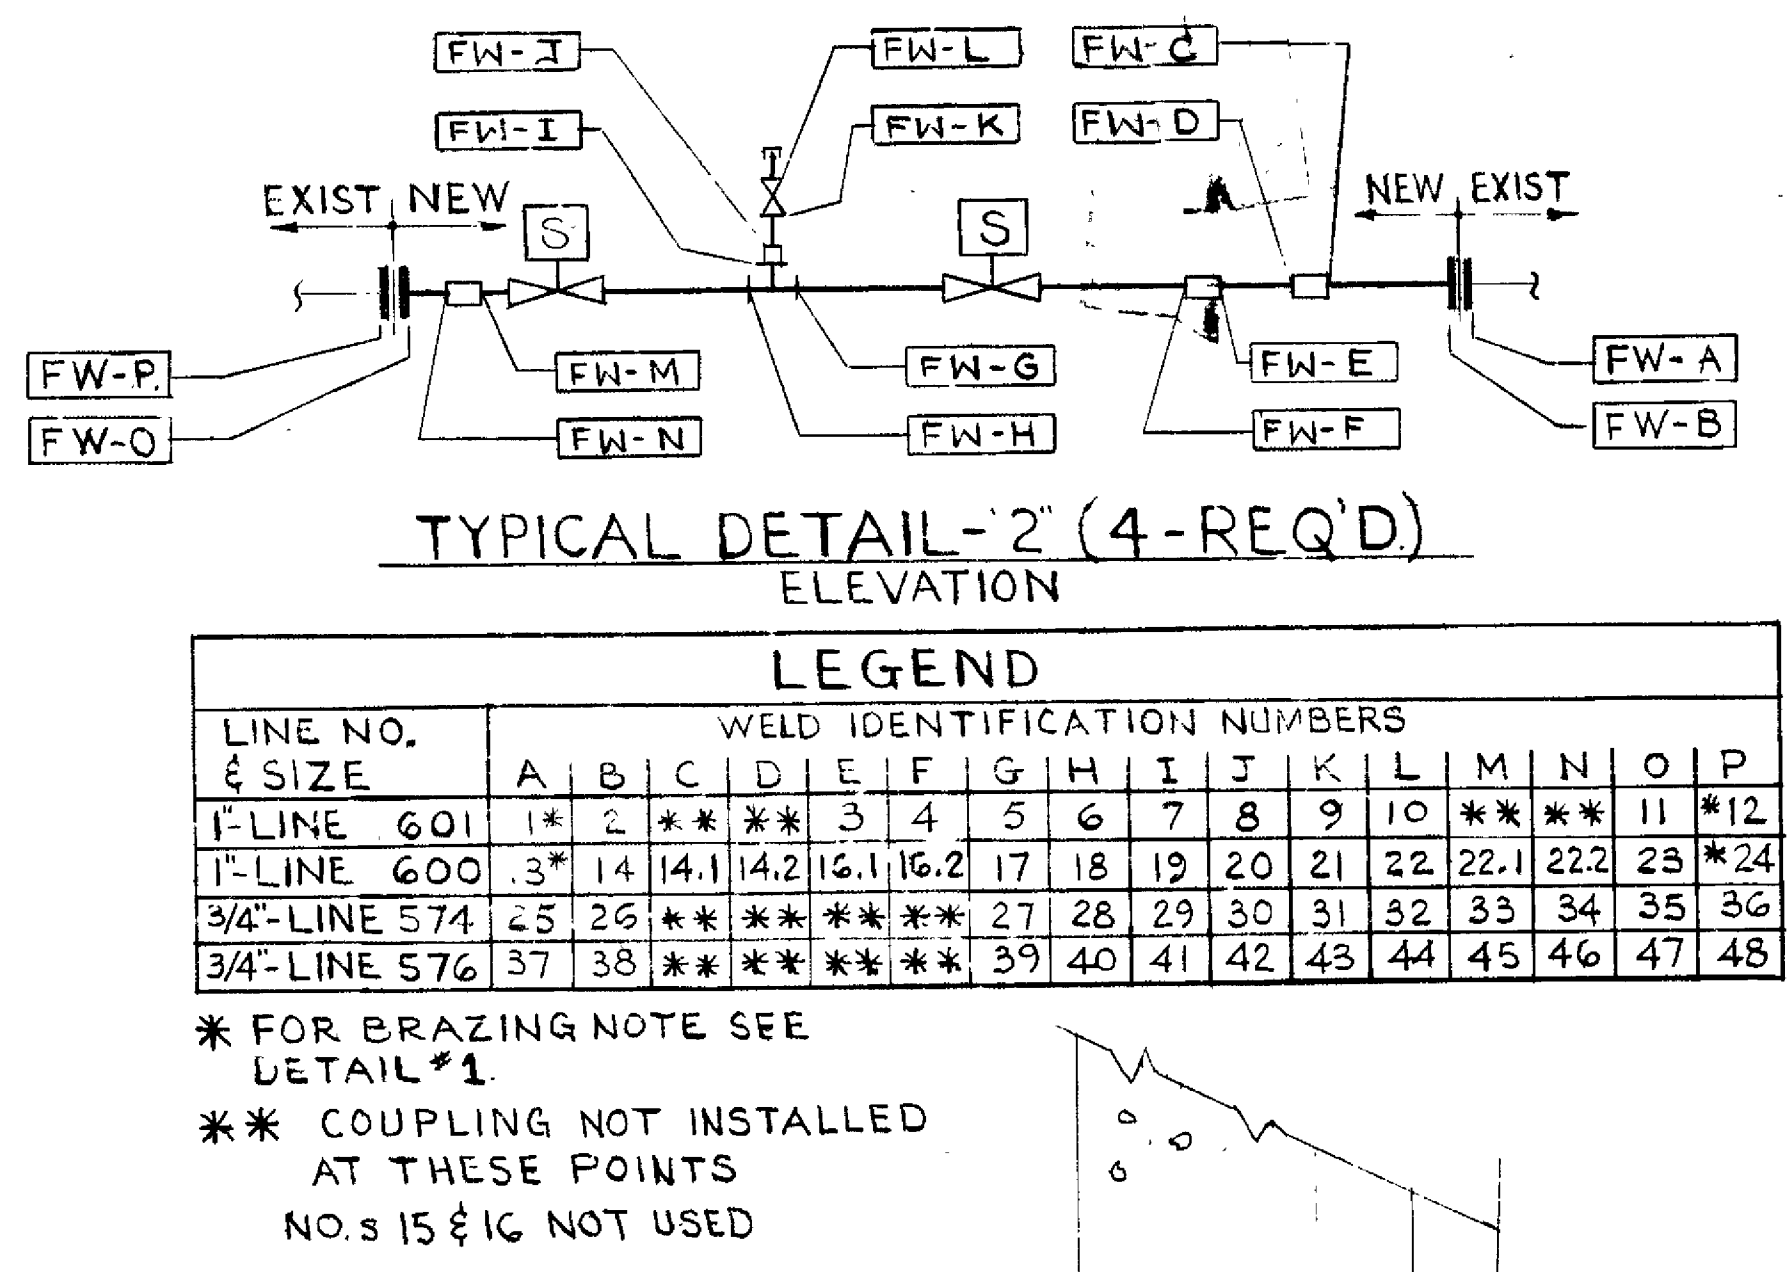 FW-J
FW-L
FW-C
FW-I
FW-K
FW-D
EXIST NEW
S
S
NEW EXIST
FW-P.
FW-M
FW-G
FW-E
FW-A
FW-O
FW-N
FW-H
FW-F
FW-B
TYPICAL DETAIL-'2" (4-REQ'D.)
ELEVATION
LEGEND
LINE NO. & SIZE
WELD IDENTIFICATION NUMBERS
A B C D E F G H I J K L M N O P
1"-LINE 601 1* 2 ** ** 3 4 5 6 7 8 9 10 ** ** 11 *12
1"-LINE 600 .3* 14 14.1 14.2 16.1 16.2 17 18 19 20 21 22 22.1 22.2 23 *24
3/4"-LINE 574 25 26 ** ** ** ** 27 28 29 30 31 32 33 34 35 36
3/4"-LINE 576 37 38 ** ** ** ** 39 40 41 42 43 44 45 46 47 48
* FOR BRAZING NOTE SEE
DETAIL #1.
** COUPLING NOT INSTALLED
AT THESE POINTS
NO.s 15 & 16 NOT USED